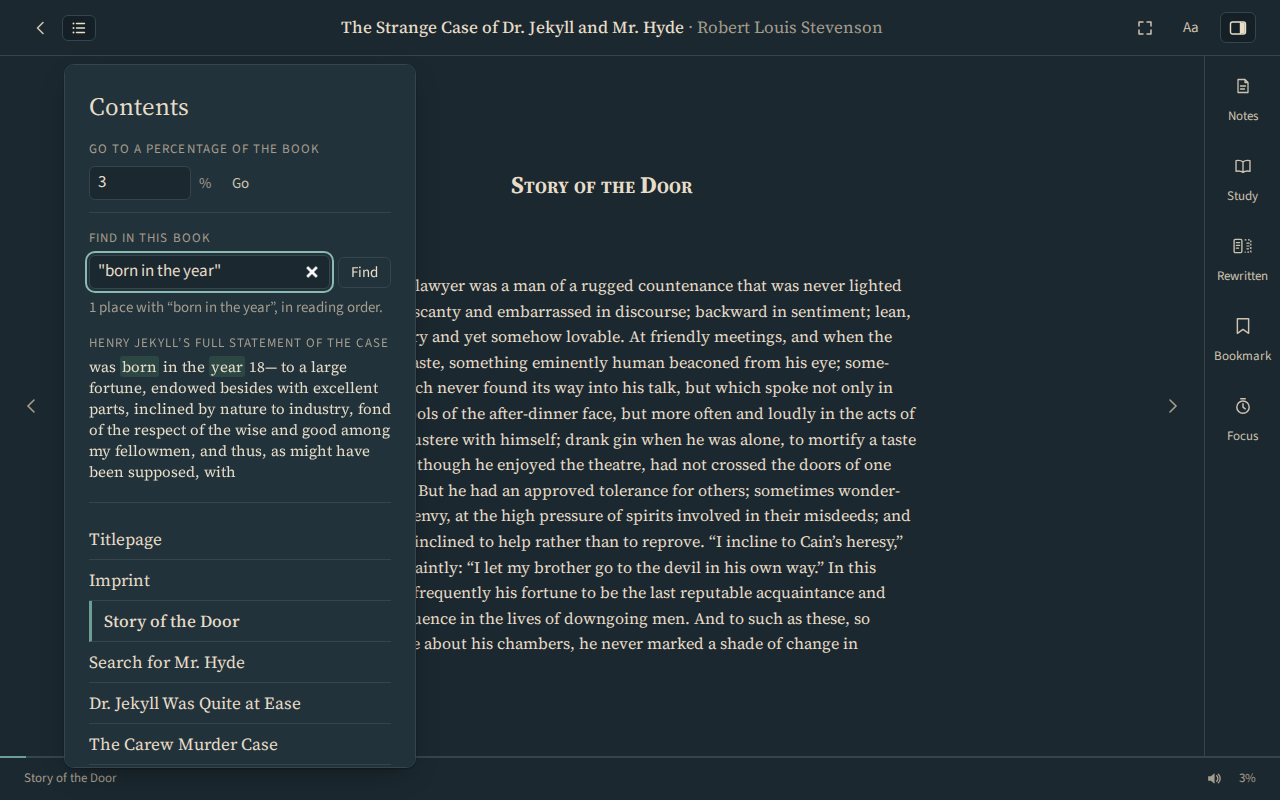 The Strange Case of Dr. Jekyll and Mr. Hyde · Robert Louis Stevenson
Aa
Contents
GO TO A PERCENTAGE OF THE BOOK
3 % Go
FIND IN THIS BOOK
"born in the year" Find
1 place with “born in the year”, in reading order.
HENRY JEKYLL’S FULL STATEMENT OF THE CASE
was born in the year 18— to a large
fortune, endowed besides with excellent
parts, inclined by nature to industry, fond
of the respect of the wise and good among
my fellowmen, and thus, as might have
been supposed, with
Titlepage
Imprint
Story of the Door
Search for Mr. Hyde
Dr. Jekyll Was Quite at Ease
The Carew Murder Case
Story of the Door
lawyer was a man of a rugged countenance that was never lighted
scanty and embarrassed in discourse; backward in sentiment; lean,
and yet somehow lovable. At friendly meetings, and when the
something eminently human beaconed from his eye; some-
never found its way into his talk, but which spoke not only in
of the after-dinner face, but more often and loudly in the acts of
with himself; drank gin when he was alone, to mortify a taste
though he enjoyed the theatre, had not crossed the doors of one
But he had an approved tolerance for others; sometimes wonder-
envy, at the high pressure of spirits involved in their misdeeds; and
inclined to help rather than to reprove. “I incline to Cain’s heresy,”
“I let my brother go to the devil in his own way.” In this
frequently his fortune to be the last reputable acquaintance and
in the lives of downgoing men. And to such as these, so
about his chambers, he never marked a shade of change in
Notes
Study
Rewritten
Bookmark
Focus
Story of the Door
3%